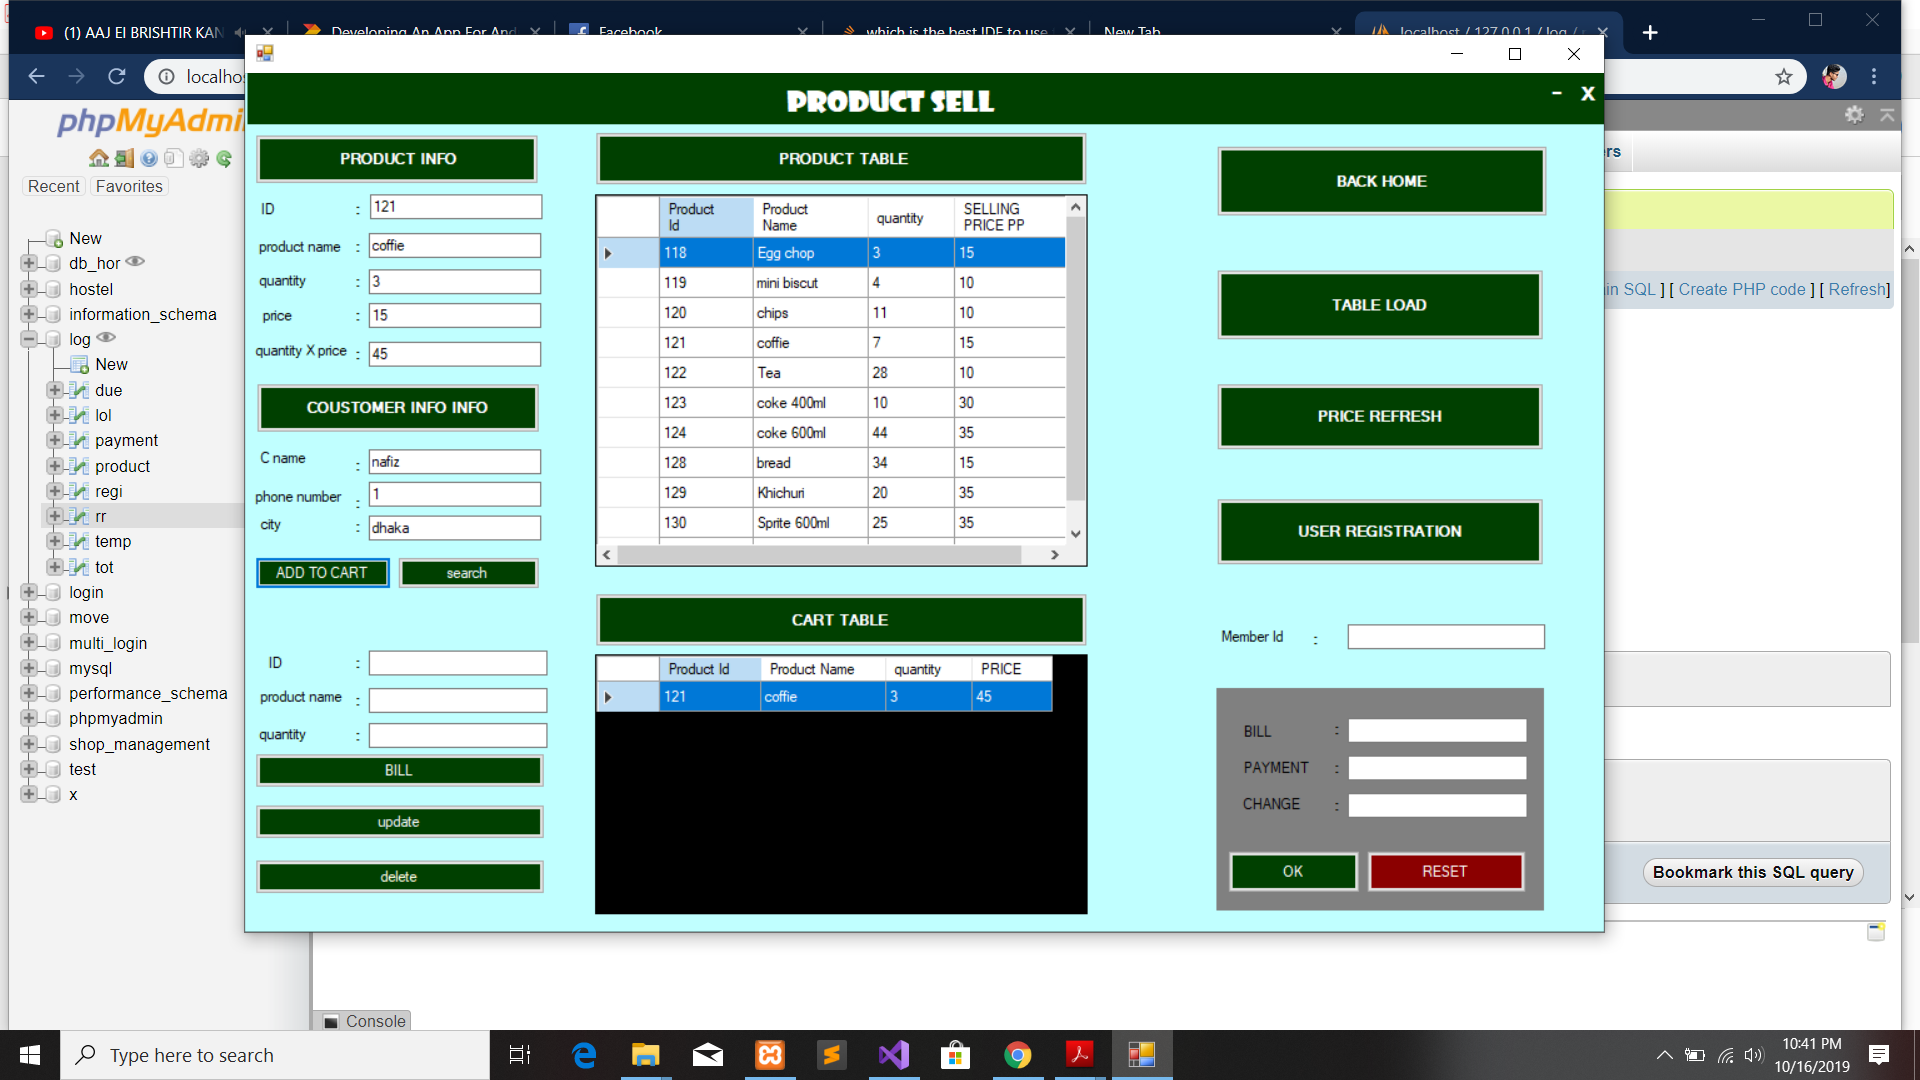 (1) AAJ EI BRISHTIR KAN
Developing An App For And
Facebook
which is the best IDE to use
New Tab
localhost / 127.0.0.1 / log /
localho
phpMyAdmi
Recent
Favorites
New
db_hor
hostel
information_schema
log
New
due
lol
payment
product
regi
rr
temp
tot
login
move
multi_login
mysql
performance_schema
phpmyadmin
shop_management
test
x
PRODUCT SELL
- X
PRODUCT INFO
ID : 121
product name : coffie
quantity : 3
price : 15
quantity X price : 45
COUSTOMER INFO INFO
C name : nafiz
phone number : 1
city : dhaka
ADD TO CART
search
ID :
product name :
quantity :
BILL
update
delete
PRODUCT TABLE
Product Id Product Name quantity SELLING PRICE PP
118 Egg chop 3 15
119 mini biscut 4 10
120 chips 11 10
121 coffie 7 15
122 Tea 28 10
123 coke 400ml 10 30
124 coke 600ml 44 35
128 bread 34 15
129 Khichuri 20 35
130 Sprite 600ml 25 35
CART TABLE
Product Id Product Name quantity PRICE
121 coffie 3 45
BACK HOME
TABLE LOAD
PRICE REFRESH
USER REGISTRATION
Member Id :
BILL :
PAYMENT :
CHANGE :
OK
RESET
rs
in SQL ] [ Create PHP code ] [ Refresh]
Bookmark this SQL query
Console
Type here to search
10:41 PM
10/16/2019